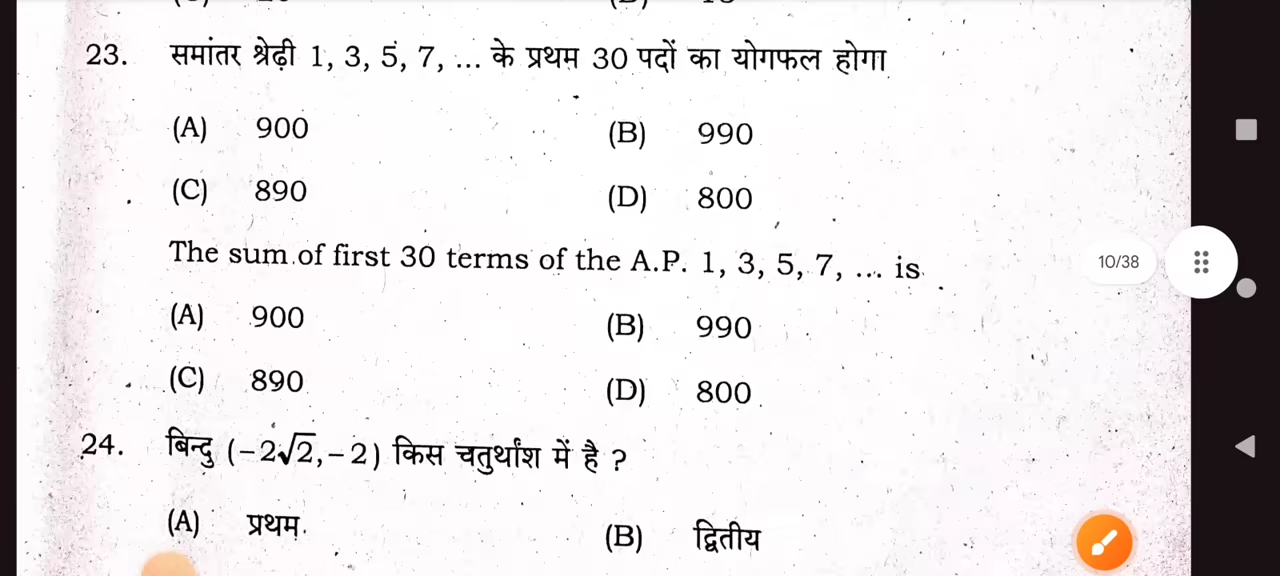 23. समांतर श्रेढ़ी 1, 3, 5, 7, ... के प्रथम 30 पदों का योगफल होगा
(A) 900 (B) 990
(C) 890 (D) 800
The sum of first 30 terms of the A.P. 1, 3, 5, 7, ... is
10/38
(A) 900 (B) 990
(C) 890 (D) 800
24. बिन्दु (-2√2, -2) किस चतुर्थांश में है ?
(A) प्रथम (B) द्वितीय